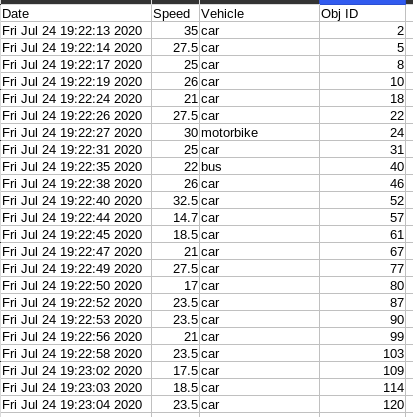 Date Speed Vehicle Obj ID
Fri Jul 24 19:22:13 2020 35 car 2
Fri Jul 24 19:22:14 2020 27.5 car 5
Fri Jul 24 19:22:17 2020 25 car 8
Fri Jul 24 19:22:19 2020 26 car 10
Fri Jul 24 19:22:24 2020 21 car 18
Fri Jul 24 19:22:26 2020 27.5 car 22
Fri Jul 24 19:22:27 2020 30 motorbike 24
Fri Jul 24 19:22:31 2020 25 car 31
Fri Jul 24 19:22:35 2020 22 bus 40
Fri Jul 24 19:22:38 2020 26 car 46
Fri Jul 24 19:22:40 2020 32.5 car 52
Fri Jul 24 19:22:44 2020 14.7 car 57
Fri Jul 24 19:22:45 2020 18.5 car 61
Fri Jul 24 19:22:47 2020 21 car 67
Fri Jul 24 19:22:49 2020 27.5 car 77
Fri Jul 24 19:22:50 2020 17 car 80
Fri Jul 24 19:22:52 2020 23.5 car 87
Fri Jul 24 19:22:53 2020 23.5 car 90
Fri Jul 24 19:22:56 2020 21 car 99
Fri Jul 24 19:22:58 2020 23.5 car 103
Fri Jul 24 19:23:02 2020 17.5 car 109
Fri Jul 24 19:23:03 2020 18.5 car 114
Fri Jul 24 19:23:04 2020 23.5 car 120